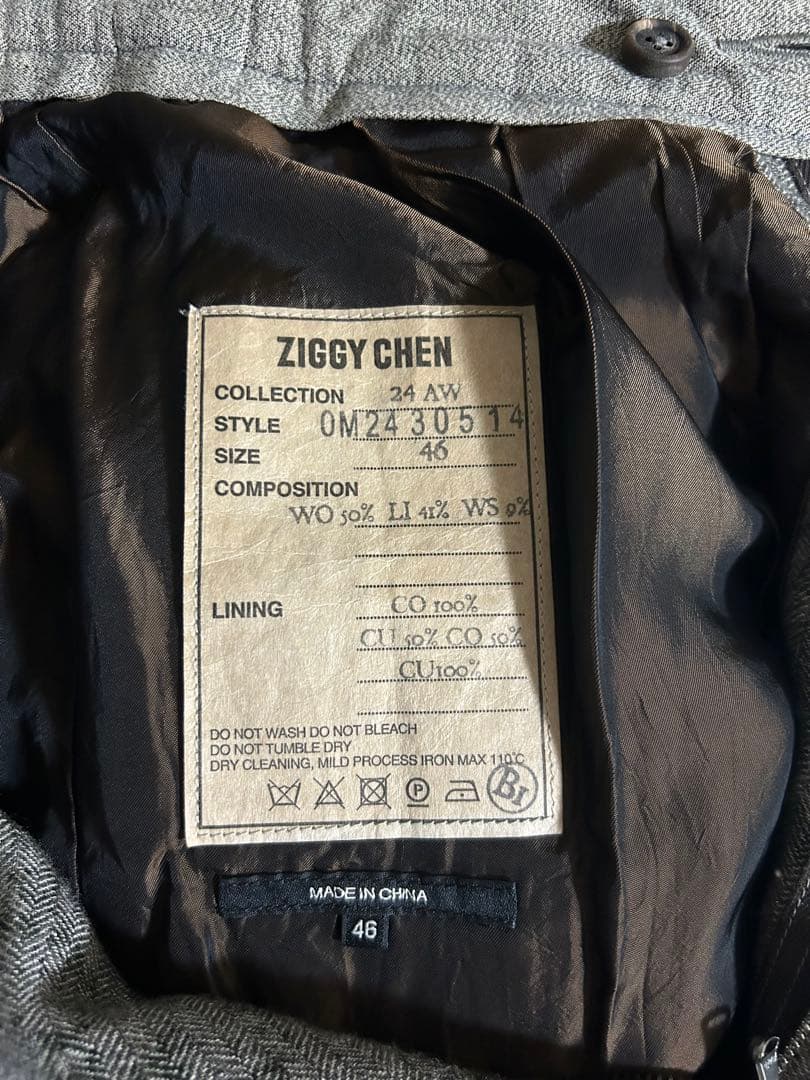 ZIGGY CHEN
COLLECTION 24 AW
STYLE 0M2430514
SIZE 46
COMPOSITION
WO 50% LI 41% WS 9%
LINING CO 100%
CU 50% CO 50%
CU100%
DO NOT WASH DO NOT BLEACH
DO NOT TUMBLE DRY
DRY CLEANING, MILD PROCESS IRON MAX 110°C
P
B1
MADE IN CHINA
46